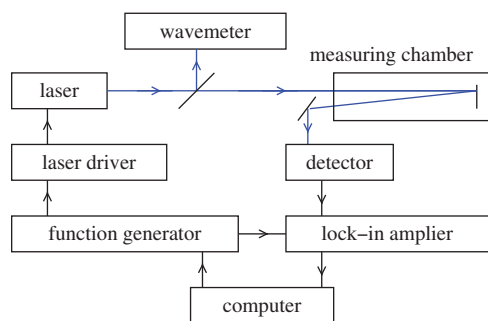 wavemeter
measuring chamber
laser
laser driver
detector
function generator
lock-in amplier
computer